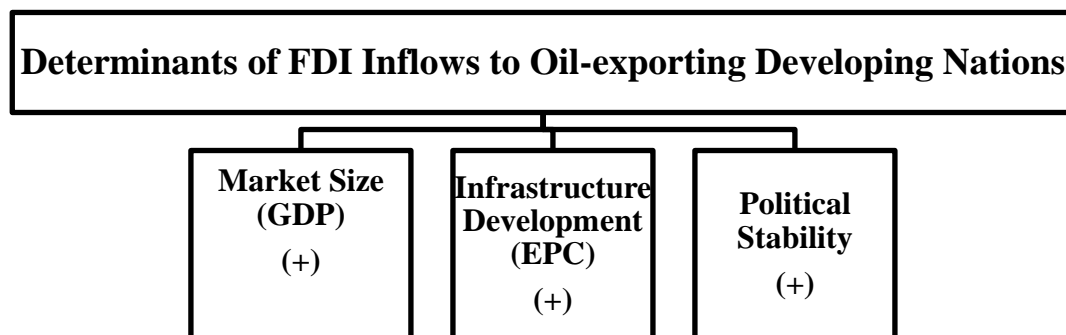 Determinants of FDI Inflows to Oil-exporting Developing Nations
Market Size
(GDP)
(+)
Infrastructure
Development
(EPC)
(+)
Political
Stability
(+)